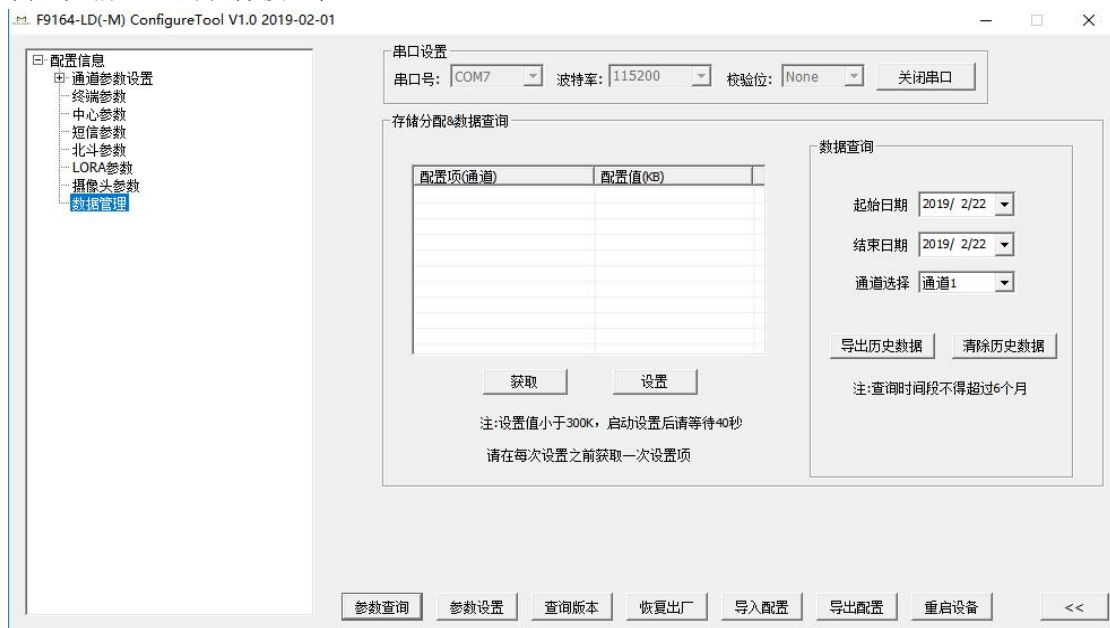 F9164-LD(-M) ConfigureTool V1.0 2019-02-01
配置信息
通道参数设置
终端参数
中心参数
短信参数
北斗参数
LORA参数
摄像头参数
数据管理
串口设置
串口号: COM7 波特率: 115200 校验位: None 关闭串口
存储分配&数据查询
配置项(通道) 配置值(KB)
获取 设置
注:设置值小于300K，启动设置后请等待40秒
请在每次设置之前获取一次设置项
数据查询
起始日期 2019/ 2/22
结束日期 2019/ 2/22
通道选择 通道1
导出历史数据 清除历史数据
注:查询时间段不得超过6个月
参数查询 参数设置 查询版本 恢复出厂 导入配置 导出配置 重启设备 <<